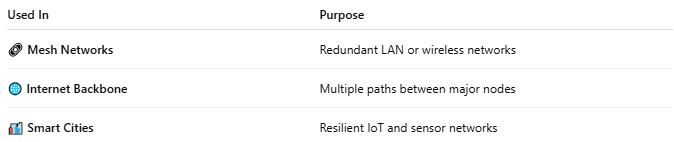 Used In Purpose
Mesh Networks Redundant LAN or wireless networks
Internet Backbone Multiple paths between major nodes
Smart Cities Resilient IoT and sensor networks